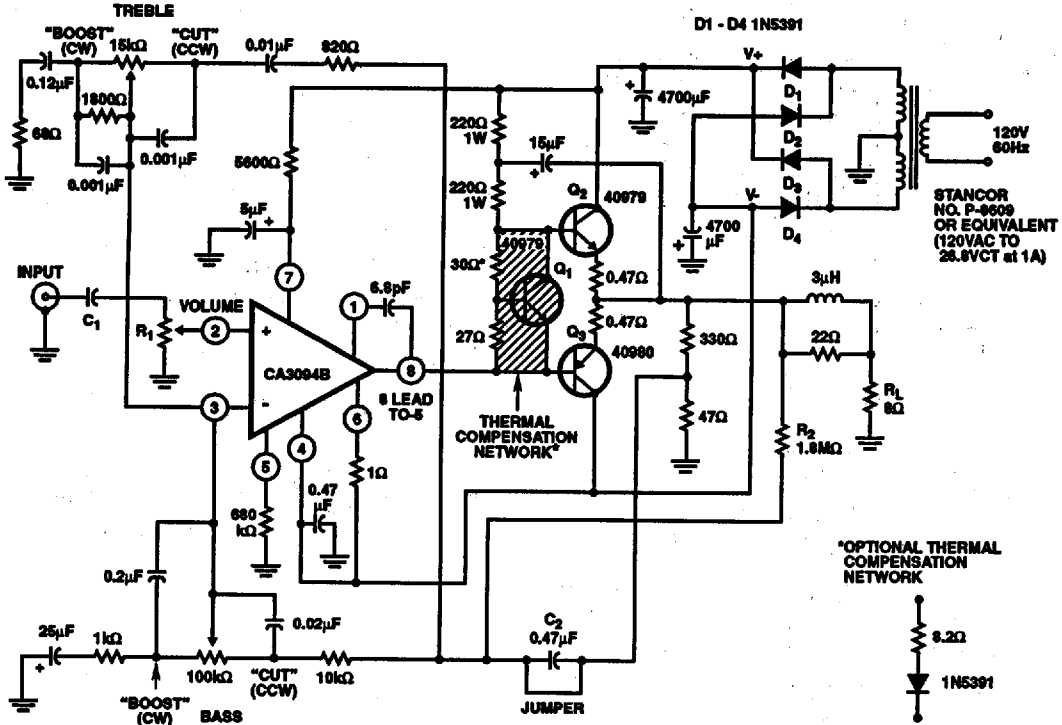 TREBLE
"BOOST"
(CW)
15kΩ
"CUT"
(CCW)
0.01μF
820Ω
0.12μF
1800Ω
68Ω
0.001μF
0.001μF
5600Ω
5μF
+
7
INPUT
C1
VOLUME
R1
2
+
CA3094B
3
-
1
6.8pF
8
8 LEAD
TO-5
6
4
5
680
kΩ
1Ω
0.47
μF
220Ω
1W
15μF
+
220Ω
1W
40979
30Ω*
Q1
27Ω
Q2
40979
0.47Ω
0.47Ω
Q3
40980
THERMAL
COMPENSATION
NETWORK*
330Ω
47Ω
3μH
22Ω
RL
8Ω
R2
1.8MΩ
D1 - D4 1N5391
V+
+
4700μF
D1
D2
D3
D4
V-
4700
μF
+
120V
60Hz
STANCOR
NO. P-8609
OR EQUIVALENT
(120VAC TO
26.8VCT at 1A)
0.2μF
0.02μF
25μF
+
1kΩ
100kΩ
"CUT"
(CCW)
10kΩ
"BOOST"
(CW)
BASS
C2
0.47μF
JUMPER
*OPTIONAL THERMAL
COMPENSATION
NETWORK
8.2Ω
1N5391